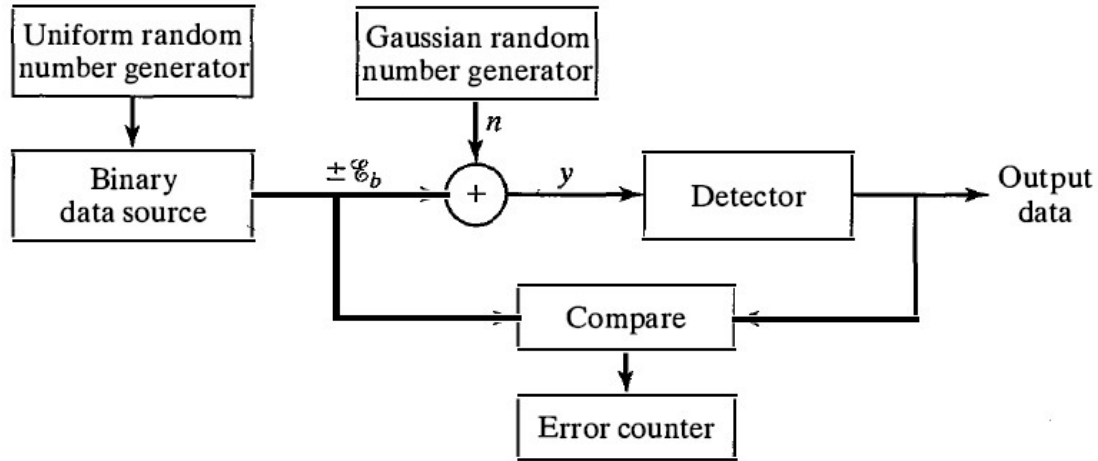 Uniform random
number generator
Gaussian random
number generator
n
Binary
data source
±ℰb
+
y
Detector
Output
data
Compare
Error counter